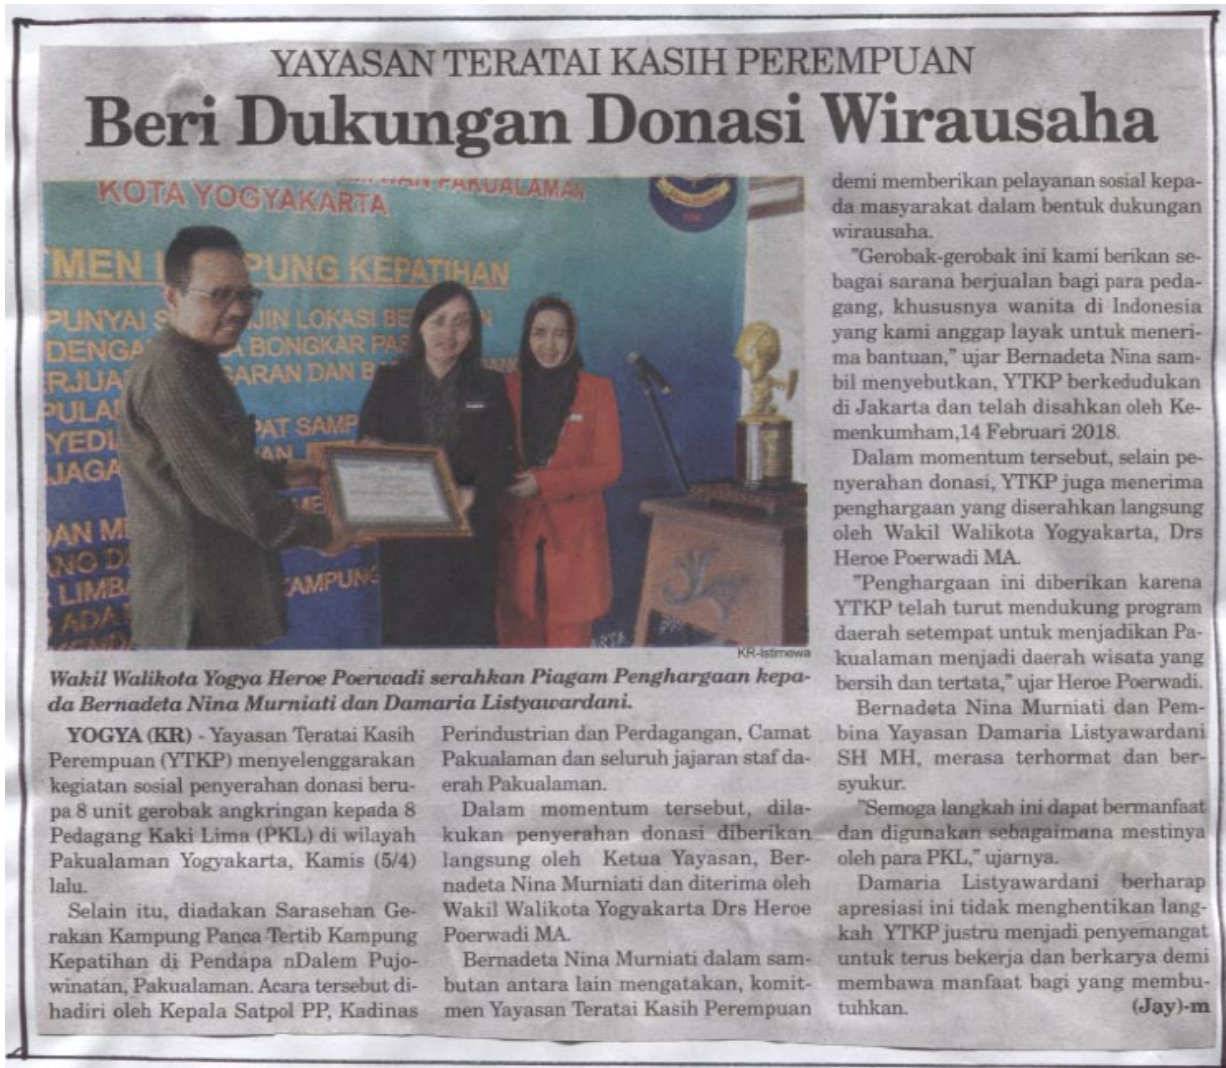 YAYASAN TERATAI KASIH PEREMPUAN
Beri Dukungan Donasi Wirausaha
PAKUALAMAN
KOTA YOGYAKARTA
KEPATIHAN
KR-Istimewa
Wakil Walikota Yogya Heroe Poerwadi serahkan Piagam Penghargaan kepa-
da Bernadeta Nina Murniati dan Damaria Listyawardani.
YOGYA (KR) - Yayasan Teratai Kasih
Perempuan (YTKP) menyelenggarakan
kegiatan sosial penyerahan donasi beru-
pa 8 unit gerobak angkringan kepada 8
Pedagang Kaki Lima (PKL) di wilayah
Pakualaman Yogyakarta, Kamis (5/4)
lalu.
Selain itu, diadakan Sarasehan Ge-
rakan Kampung Panca Tertib Kampung
Kepatihan di Pendapa nDalem Pujo-
winatan, Pakualaman. Acara tersebut di-
hadiri oleh Kepala Satpol PP, Kadinas
Perindustrian dan Perdagangan, Camat
Pakualaman dan seluruh jajaran staf da-
erah Pakualaman.
Dalam momentum tersebut, dila-
kukan penyerahan donasi diberikan
langsung oleh Ketua Yayasan, Ber-
nadeta Nina Murniati dan diterima oleh
Wakil Walikota Yogyakarta Drs Heroe
Poerwadi MA.
Bernadeta Nina Murniati dalam sam-
butan antara lain mengatakan, komit-
men Yayasan Teratai Kasih Perempuan
demi memberikan pelayanan sosial kepa-
da masyarakat dalam bentuk dukungan
wirausaha.
"Gerobak-gerobak ini kami berikan se-
bagai sarana berjualan bagi para peda-
gang, khususnya wanita di Indonesia
yang kami anggap layak untuk meneri-
ma bantuan," ujar Bernadeta Nina sam-
bil menyebutkan, YTKP berkedudukan
di Jakarta dan telah disahkan oleh Ke-
menkumham,14 Februari 2018.
Dalam momentum tersebut, selain pe-
nyerahan donasi, YTKP juga menerima
penghargaan yang diserahkan langsung
oleh Wakil Walikota Yogyakarta, Drs
Heroe Poerwadi MA.
"Penghargaan ini diberikan karena
YTKP telah turut mendukung program
daerah setempat untuk menjadikan Pa-
kualaman menjadi daerah wisata yang
bersih dan tertata," ujar Heroe Poerwadi.
Bernadeta Nina Murniati dan Pem-
bina Yayasan Damaria Listyawardani
SH MH, merasa terhormat dan ber-
syukur.
"Semoga langkah ini dapat bermanfaat
dan digunakan sebagaimana mestinya
oleh para PKL," ujarnya.
Damaria Listyawardani berharap
apresiasi ini tidak menghentikan lang-
kah YTKP justru menjadi penyemangat
untuk terus bekerja dan berkarya demi
membawa manfaat bagi yang membu-
tuhkan. (Jay)-m